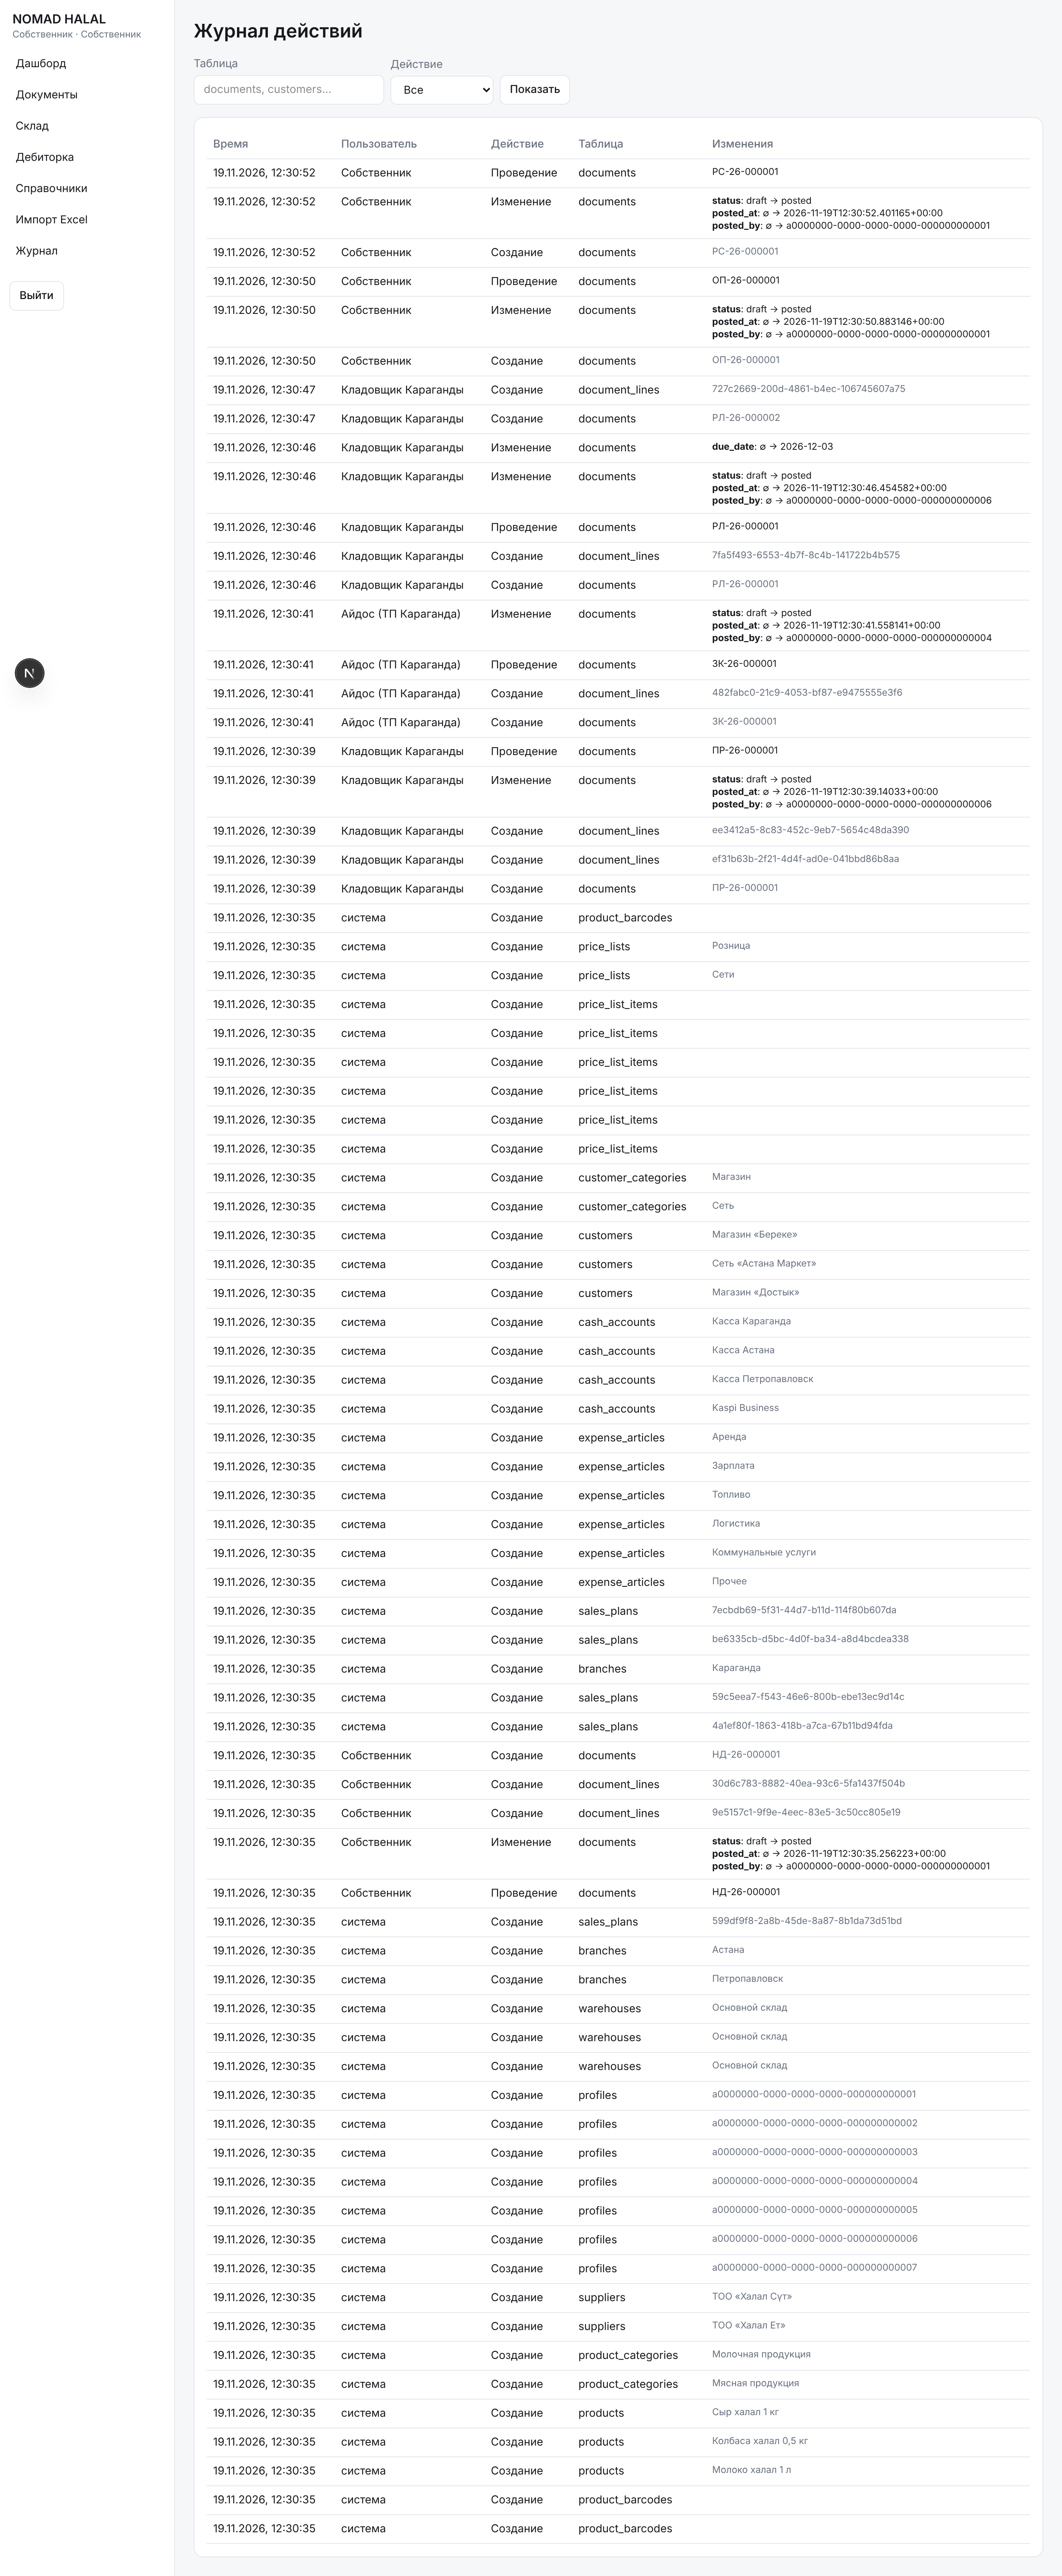 NOMAD HALAL
Собственник · Собственник
Дашборд
Документы
Склад
Дебиторка
Справочники
Импорт Excel
Журнал
Выйти
N
Журнал действий
Таблица
Действие
documents, customers...
Все
Показать
Время Пользователь Действие Таблица Изменения
19.11.2026, 12:30:52 Собственник Проведение documents РС-26-000001
19.11.2026, 12:30:52 Собственник Изменение documents status: draft → posted
posted_at: ∅ → 2026-11-19T12:30:52.401165+00:00
posted_by: ∅ → a0000000-0000-0000-0000-000000000001
19.11.2026, 12:30:52 Собственник Создание documents РС-26-000001
19.11.2026, 12:30:50 Собственник Проведение documents ОП-26-000001
19.11.2026, 12:30:50 Собственник Изменение documents status: draft → posted
posted_at: ∅ → 2026-11-19T12:30:50.883146+00:00
posted_by: ∅ → a0000000-0000-0000-0000-000000000001
19.11.2026, 12:30:50 Собственник Создание documents ОП-26-000001
19.11.2026, 12:30:47 Кладовщик Караганды Создание document_lines 727c2669-200d-4861-b4ec-106745607a75
19.11.2026, 12:30:47 Кладовщик Караганды Создание documents РЛ-26-000002
19.11.2026, 12:30:46 Кладовщик Караганды Изменение documents due_date: ∅ → 2026-12-03
19.11.2026, 12:30:46 Кладовщик Караганды Изменение documents status: draft → posted
posted_at: ∅ → 2026-11-19T12:30:46.454582+00:00
posted_by: ∅ → a0000000-0000-0000-0000-000000000006
19.11.2026, 12:30:46 Кладовщик Караганды Проведение documents РЛ-26-000001
19.11.2026, 12:30:46 Кладовщик Караганды Создание document_lines 7fa5f493-6553-4b7f-8c4b-141722b4b575
19.11.2026, 12:30:46 Кладовщик Караганды Создание documents РЛ-26-000001
19.11.2026, 12:30:41 Айдос (ТП Караганда) Изменение documents status: draft → posted
posted_at: ∅ → 2026-11-19T12:30:41.558141+00:00
posted_by: ∅ → a0000000-0000-0000-0000-000000000004
19.11.2026, 12:30:41 Айдос (ТП Караганда) Проведение documents ЗК-26-000001
19.11.2026, 12:30:41 Айдос (ТП Караганда) Создание document_lines 482fabc0-21c9-4053-bf87-e9475555e3f6
19.11.2026, 12:30:41 Айдос (ТП Караганда) Создание documents ЗК-26-000001
19.11.2026, 12:30:39 Кладовщик Караганды Проведение documents ПР-26-000001
19.11.2026, 12:30:39 Кладовщик Караганды Изменение documents status: draft → posted
posted_at: ∅ → 2026-11-19T12:30:39.14033+00:00
posted_by: ∅ → a0000000-0000-0000-0000-000000000006
19.11.2026, 12:30:39 Кладовщик Караганды Создание document_lines ee3412a5-8c83-452c-9eb7-5654c48da390
19.11.2026, 12:30:39 Кладовщик Караганды Создание document_lines ef31b63b-2f21-4d4f-ad0e-041bbd86b8aa
19.11.2026, 12:30:39 Кладовщик Караганды Создание documents ПР-26-000001
19.11.2026, 12:30:35 система Создание product_barcodes
19.11.2026, 12:30:35 система Создание price_lists Розница
19.11.2026, 12:30:35 система Создание price_lists Сети
19.11.2026, 12:30:35 система Создание price_list_items
19.11.2026, 12:30:35 система Создание price_list_items
19.11.2026, 12:30:35 система Создание price_list_items
19.11.2026, 12:30:35 система Создание price_list_items
19.11.2026, 12:30:35 система Создание price_list_items
19.11.2026, 12:30:35 система Создание price_list_items
19.11.2026, 12:30:35 система Создание customer_categories Магазин
19.11.2026, 12:30:35 система Создание customer_categories Сеть
19.11.2026, 12:30:35 система Создание customers Магазин «Береке»
19.11.2026, 12:30:35 система Создание customers Сеть «Астана Маркет»
19.11.2026, 12:30:35 система Создание customers Магазин «Достык»
19.11.2026, 12:30:35 система Создание cash_accounts Касса Караганда
19.11.2026, 12:30:35 система Создание cash_accounts Касса Астана
19.11.2026, 12:30:35 система Создание cash_accounts Касса Петропавловск
19.11.2026, 12:30:35 система Создание cash_accounts Kaspi Business
19.11.2026, 12:30:35 система Создание expense_articles Аренда
19.11.2026, 12:30:35 система Создание expense_articles Зарплата
19.11.2026, 12:30:35 система Создание expense_articles Топливо
19.11.2026, 12:30:35 система Создание expense_articles Логистика
19.11.2026, 12:30:35 система Создание expense_articles Коммунальные услуги
19.11.2026, 12:30:35 система Создание expense_articles Прочее
19.11.2026, 12:30:35 система Создание sales_plans 7ecbdb69-5f31-44d7-b11d-114f80b607da
19.11.2026, 12:30:35 система Создание sales_plans be6335cb-d5bc-4d0f-ba34-a8d4bcdea338
19.11.2026, 12:30:35 система Создание branches Караганда
19.11.2026, 12:30:35 система Создание sales_plans 59c5eea7-f543-46e6-800b-ebe13ec9d14c
19.11.2026, 12:30:35 система Создание sales_plans 4a1ef80f-1863-418b-a7ca-67b11bd94fda
19.11.2026, 12:30:35 Собственник Создание documents НД-26-000001
19.11.2026, 12:30:35 Собственник Создание document_lines 30d6c783-8882-40ea-93c6-5fa1437f504b
19.11.2026, 12:30:35 Собственник Создание document_lines 9e5157c1-9f9e-4eec-83e5-3c50cc805e19
19.11.2026, 12:30:35 Собственник Изменение documents status: draft → posted
posted_at: ∅ → 2026-11-19T12:30:35.256223+00:00
posted_by: ∅ → a0000000-0000-0000-0000-000000000001
19.11.2026, 12:30:35 Собственник Проведение documents НД-26-000001
19.11.2026, 12:30:35 система Создание sales_plans 599df9f8-2a8b-45de-8a87-8b1da73d51bd
19.11.2026, 12:30:35 система Создание branches Астана
19.11.2026, 12:30:35 система Создание branches Петропавловск
19.11.2026, 12:30:35 система Создание warehouses Основной склад
19.11.2026, 12:30:35 система Создание warehouses Основной склад
19.11.2026, 12:30:35 система Создание warehouses Основной склад
19.11.2026, 12:30:35 система Создание profiles a0000000-0000-0000-0000-000000000001
19.11.2026, 12:30:35 система Создание profiles a0000000-0000-0000-0000-000000000002
19.11.2026, 12:30:35 система Создание profiles a0000000-0000-0000-0000-000000000003
19.11.2026, 12:30:35 система Создание profiles a0000000-0000-0000-0000-000000000004
19.11.2026, 12:30:35 система Создание profiles a0000000-0000-0000-0000-000000000005
19.11.2026, 12:30:35 система Создание profiles a0000000-0000-0000-0000-000000000006
19.11.2026, 12:30:35 система Создание profiles a0000000-0000-0000-0000-000000000007
19.11.2026, 12:30:35 система Создание suppliers ТОО «Халал Сүт»
19.11.2026, 12:30:35 система Создание suppliers ТОО «Халал Ет»
19.11.2026, 12:30:35 система Создание product_categories Молочная продукция
19.11.2026, 12:30:35 система Создание product_categories Мясная продукция
19.11.2026, 12:30:35 система Создание products Сыр халал 1 кг
19.11.2026, 12:30:35 система Создание products Колбаса халал 0,5 кг
19.11.2026, 12:30:35 система Создание products Молоко халал 1 л
19.11.2026, 12:30:35 система Создание product_barcodes
19.11.2026, 12:30:35 система Создание product_barcodes